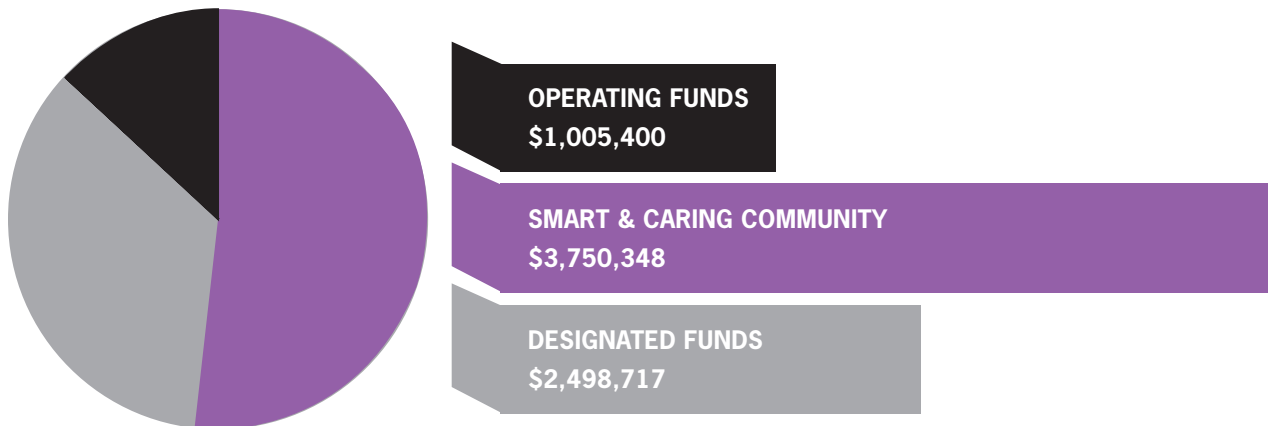 OPERATING FUNDS
$1,005,400
SMART & CARING COMMUNITY
$3,750,348
DESIGNATED FUNDS
$2,498,717